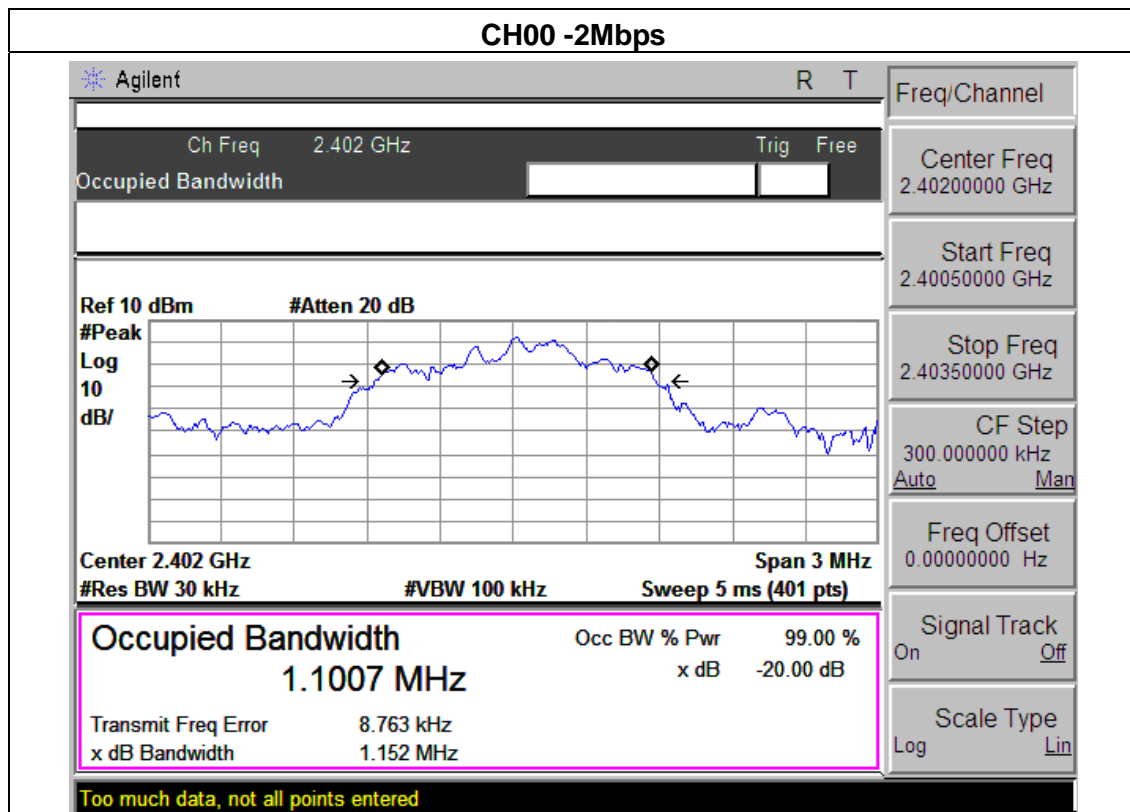 CH00 -2Mbps
Agilent R T
Ch Freq 2.402 GHz Trig Free
Occupied Bandwidth
Ref 10 dBm #Atten 20 dB
#Peak
Log
10
dB/
Center 2.402 GHz Span 3 MHz
#Res BW 30 kHz #VBW 100 kHz Sweep 5 ms (401 pts)
Occupied Bandwidth Occ BW % Pwr 99.00 %
1.1007 MHz x dB -20.00 dB
Transmit Freq Error 8.763 kHz
x dB Bandwidth 1.152 MHz
Too much data, not all points entered
Freq/Channel
Center Freq
2.40200000 GHz
Start Freq
2.40050000 GHz
Stop Freq
2.40350000 GHz
CF Step
300.000000 kHz
Auto Man
Freq Offset
0.00000000 Hz
Signal Track
On Off
Scale Type
Log Lin